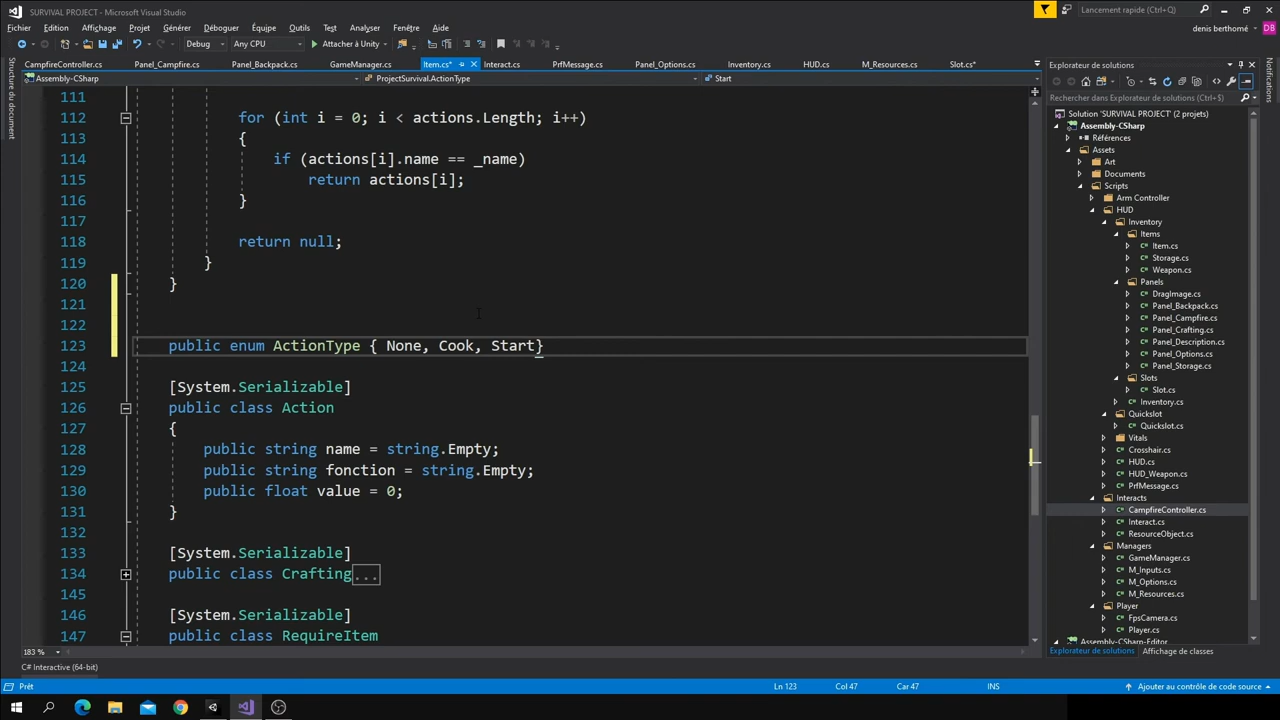 SURVIVAL PROJECT - Microsoft Visual Studio
Lancement rapide (Ctrl+Q)
Fichier Edition Affichage Projet Générer Déboguer Équipe Outils Test Analyser Fenêtre Aide
denis berthomé DB
Debug Any CPU Attacher à Unity
CampfireController.cs Panel_Campfire.cs Panel_Backpack.cs GameManager.cs Item.cs* Interact.cs PrfMessage.cs Panel_Options.cs Inventory.cs HUD.cs M_Resources.cs Slot.cs*
Assembly-CSharp ProjectSurvival.ActionType Start
Structure du document
111
112 for (int i = 0; i < actions.Length; i++)
113 {
114 if (actions[i].name == _name)
115 return actions[i];
116 }
117
118 return null;
119 }
120 }
121
122
123 public enum ActionType { None, Cook, Start}
124
125 [System.Serializable]
126 public class Action
127 {
128 public string name = string.Empty;
129 public string fonction = string.Empty;
130 public float value = 0;
131 }
132
133 [System.Serializable]
134 public class Crafting...
145
146 [System.Serializable]
147 public class RequireItem
183 %
Explorateur de solutions
Rechercher dans Explorateur de solutions (Ctrl+$)
Solution 'SURVIVAL PROJECT' (2 projets)
Assembly-CSharp
Références
Assets
Art
Documents
Scripts
Arm Controller
HUD
Inventory
Items
Item.cs
Storage.cs
Weapon.cs
Panels
DragImage.cs
Panel_Backpack.cs
Panel_Campfire.cs
Panel_Crafting.cs
Panel_Description.cs
Panel_Options.cs
Panel_Storage.cs
Slots
Slot.cs
Inventory.cs
Quickslot
Quickslot.cs
Vitals
Crosshair.cs
HUD.cs
HUD_Weapon.cs
PrfMessage.cs
Interacts
CampfireController.cs
Interact.cs
ResourceObject.cs
Managers
GameManager.cs
M_Inputs.cs
M_Options.cs
M_Resources.cs
Player
FpsCamera.cs
Player.cs
Assembly-CSharp-Editor
Explorateur de solutions Affichage de classes
Notifications
C# Interactive (64-bit)
Prêt Ln 123 Col 47 Car 47 INS Ajouter au contrôle de code source